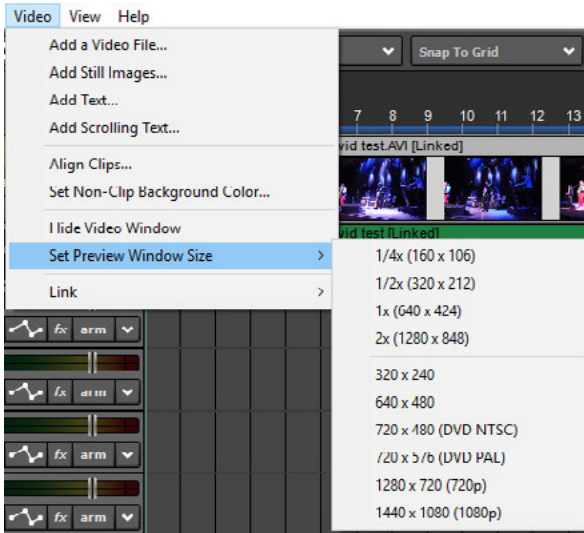 Video View Help
Add a Video File...
Add Still Images...
Add Text...
Add Scrolling Text...
Align Clips...
Set Non-Clip Background Color...
Hide Video Window
Set Preview Window Size >
Link >
Snap To Grid
7 8 9 10 11 12 13
vid test.AVI [Linked]
vid test [Linked]
1/4x (160 x 106)
1/2x (320 x 212)
1x (640 x 424)
2x (1280 x 848)
320 x 240
640 x 480
720 x 480 (DVD NTSC)
720 x 576 (DVD PAL)
1280 x 720 (720p)
1440 x 1080 (1080p)
fx arm
fx arm
fx arm
fx arm